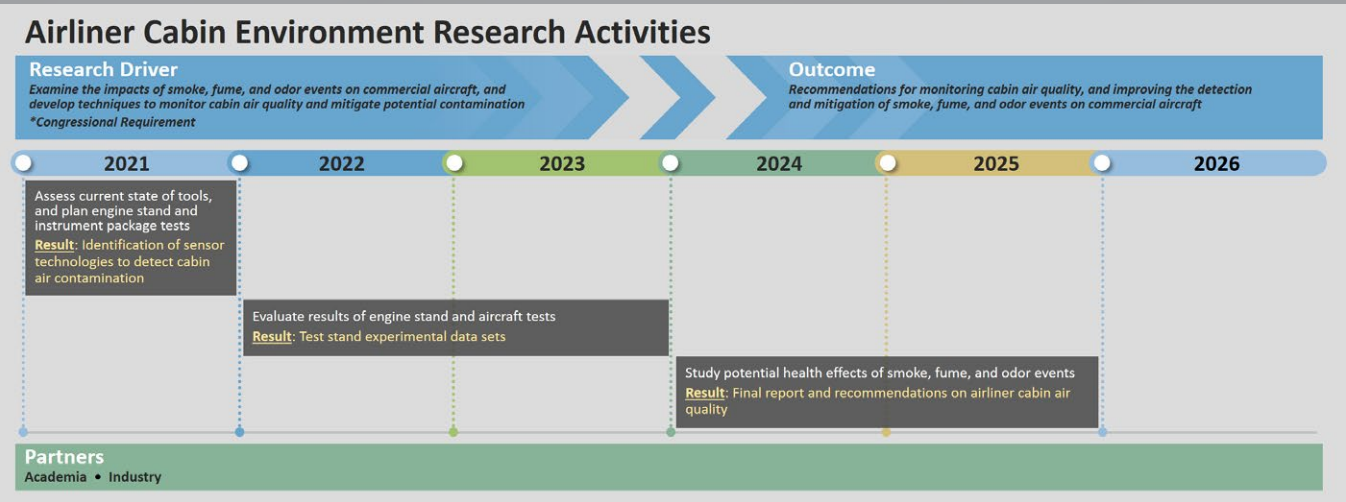 Airliner Cabin Environment Research Activities
Research Driver
Examine the impacts of smoke, fume, and odor events on commercial aircraft, and
develop techniques to monitor cabin air quality and mitigate potential contamination
*Congressional Requirement
Outcome
Recommendations for monitoring cabin air quality, and improving the detection
and mitigation of smoke, fume, and odor events on commercial aircraft
2021
2022
2023
2024
2025
2026
Assess current state of tools,
and plan engine stand and
instrument package tests
Result: Identification of sensor
technologies to detect cabin
air contamination
Evaluate results of engine stand and aircraft tests
Result: Test stand experimental data sets
Study potential health effects of smoke, fume, and odor events
Result: Final report and recommendations on airliner cabin air
quality
Partners
Academia • Industry